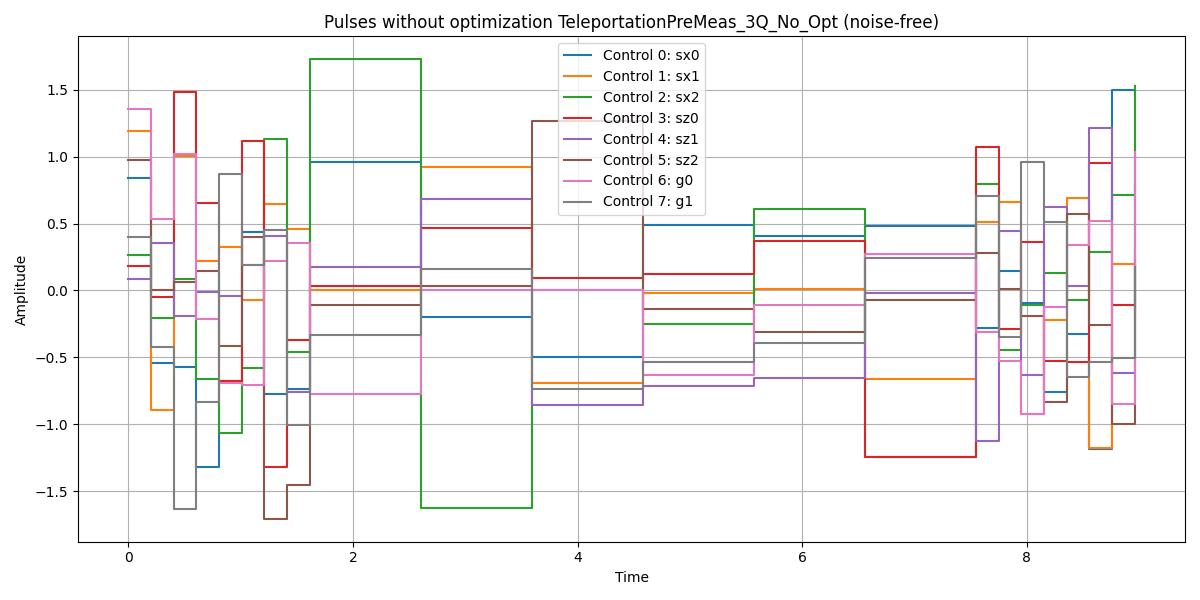 Pulses without optimization TeleportationPreMeas_3Q_No_Opt (noise-free)
Control 0: sx0
Control 1: sx1
Control 2: sx2
Control 3: sz0
Control 4: sz1
Control 5: sz2
Control 6: g0
Control 7: g1
Amplitude
1.5
1.0
0.5
0.0
−0.5
−1.0
−1.5
0
2
4
6
8
Time